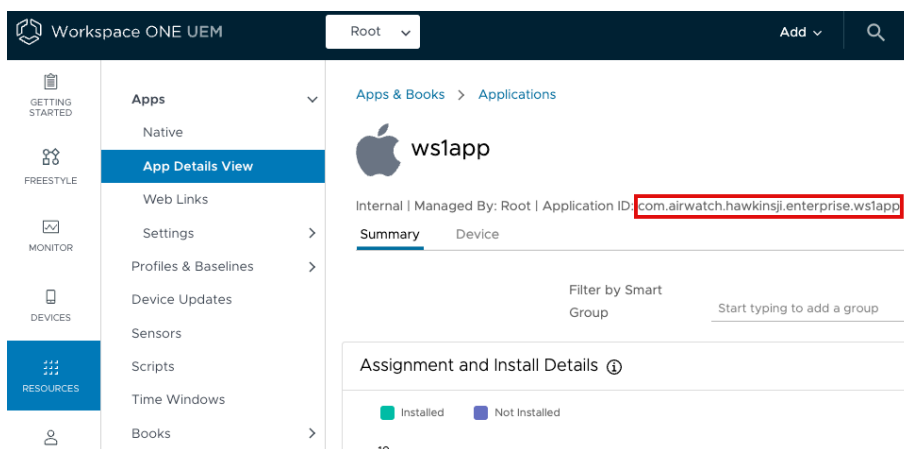 Workspace ONE UEM
Root
Add
GETTING
STARTED
FREESTYLE
MONITOR
DEVICES
RESOURCES
Apps
Native
App Details View
Web Links
Settings
Profiles & Baselines
Device Updates
Sensors
Scripts
Time Windows
Books
Apps & Books > Applications
ws1app
Internal | Managed By: Root | Application ID: com.airwatch.hawkinsji.enterprise.ws1app
Summary Device
Filter by Smart
Group
Start typing to add a group
Assignment and Install Details
Installed Not Installed